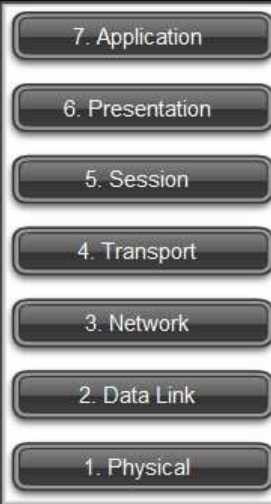 7. Application
6. Presentation
5. Session
4. Transport
3. Network
2. Data Link
1. Physical